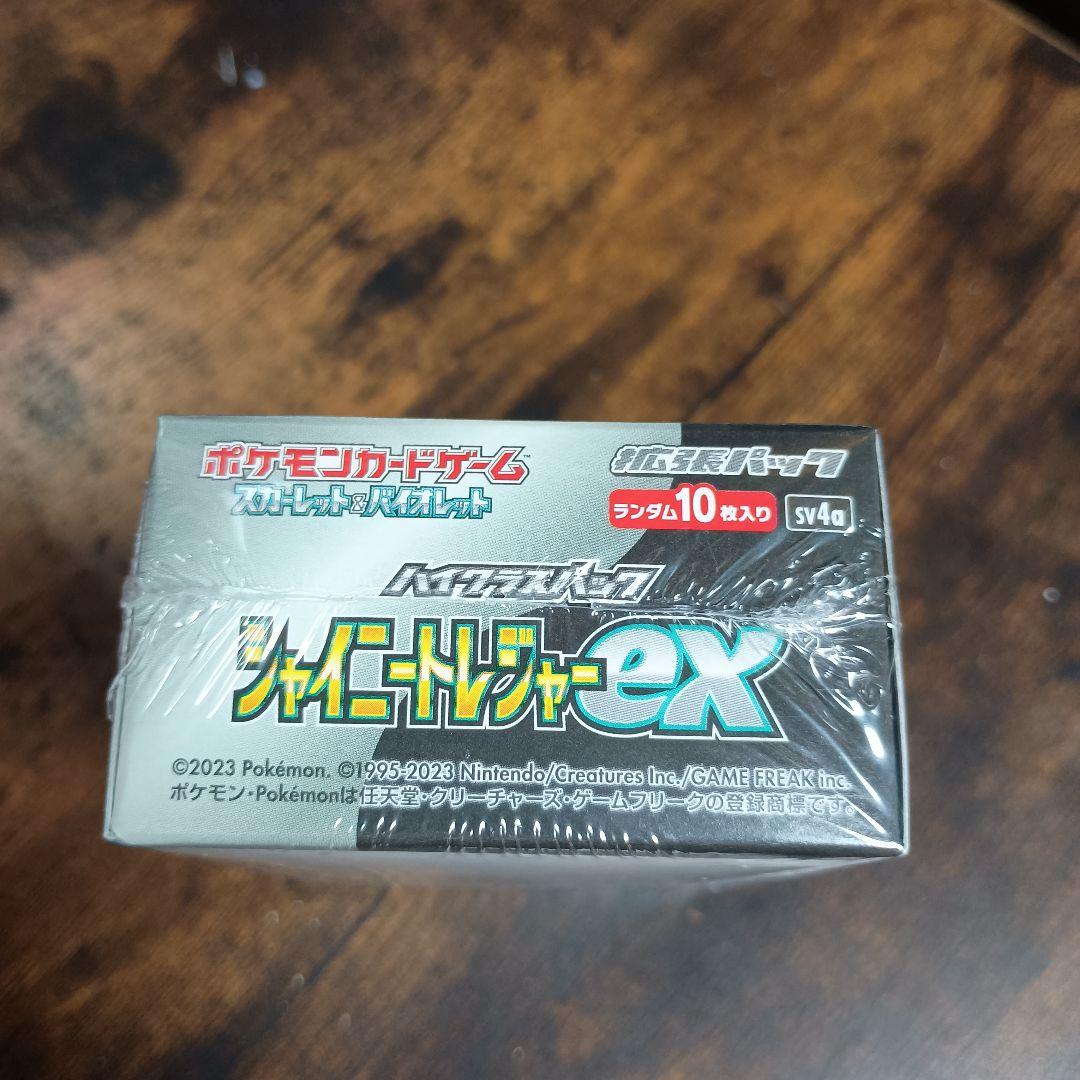 ポケモンカードゲーム™
スカーレット&バイオレット
拡張パック
ランダム10枚入り
sv4a
ハイクラスパック
シャイニートレジャーex
©2023 Pokémon. ©1995-2023 Nintendo/Creatures Inc./GAME FREAK inc.
ポケモン・Pokémonは任天堂・クリーチャーズ・ゲームフリークの登録商標です。